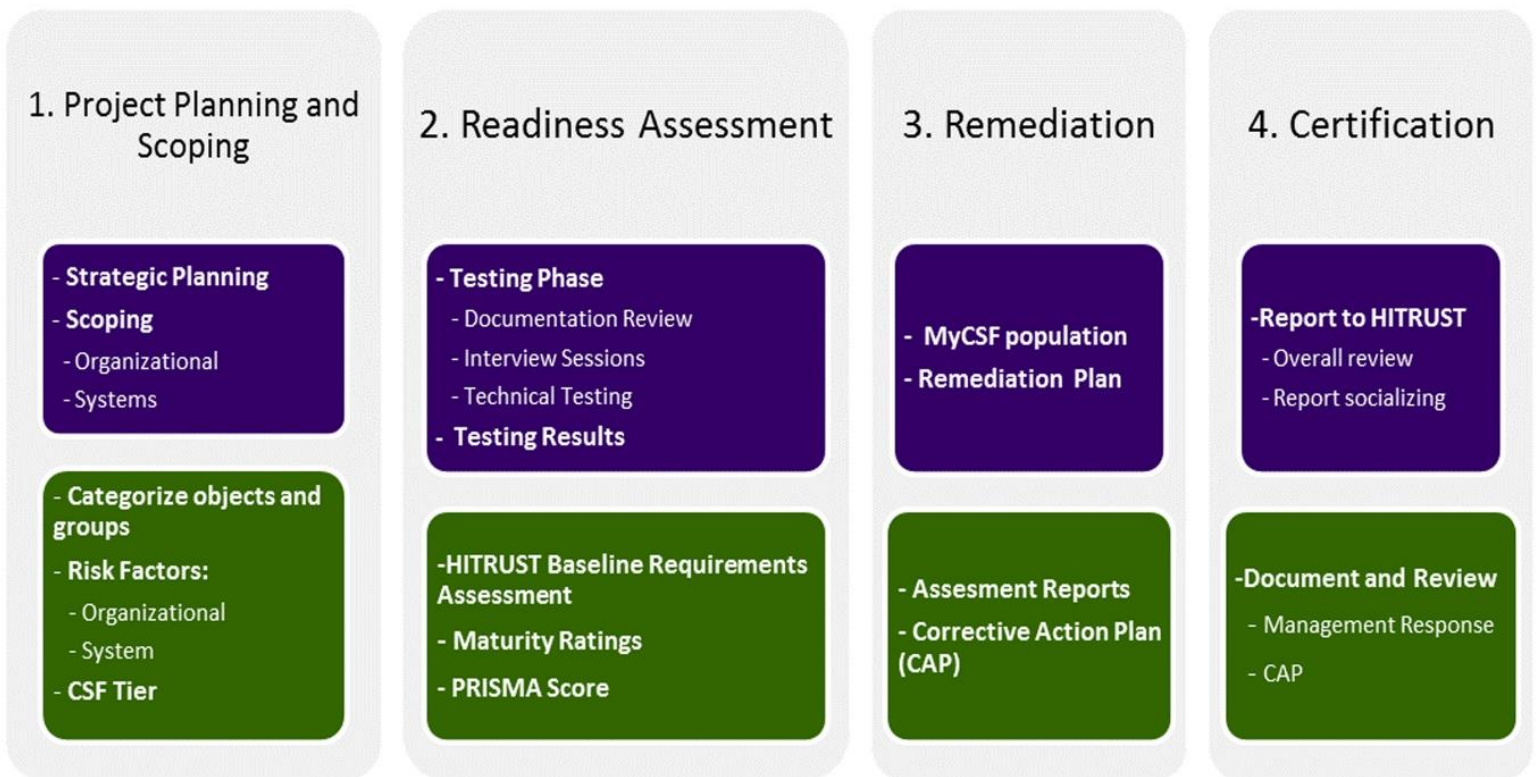 1. Project Planning and
Scoping
- Strategic Planning
- Scoping
- Organizational
- Systems
- Categorize objects and
groups
- Risk Factors:
- Organizational
- System
- CSF Tier
2. Readiness Assessment
- Testing Phase
- Documentation Review
- Interview Sessions
- Technical Testing
- Testing Results
-HITRUST Baseline Requirements
Assessment
- Maturity Ratings
- PRISMA Score
3. Remediation
- MyCSF population
- Remediation Plan
- Assesment Reports
- Corrective Action Plan
(CAP)
4. Certification
-Report to HITRUST
- Overall review
- Report socializing
-Document and Review
- Management Response
- CAP